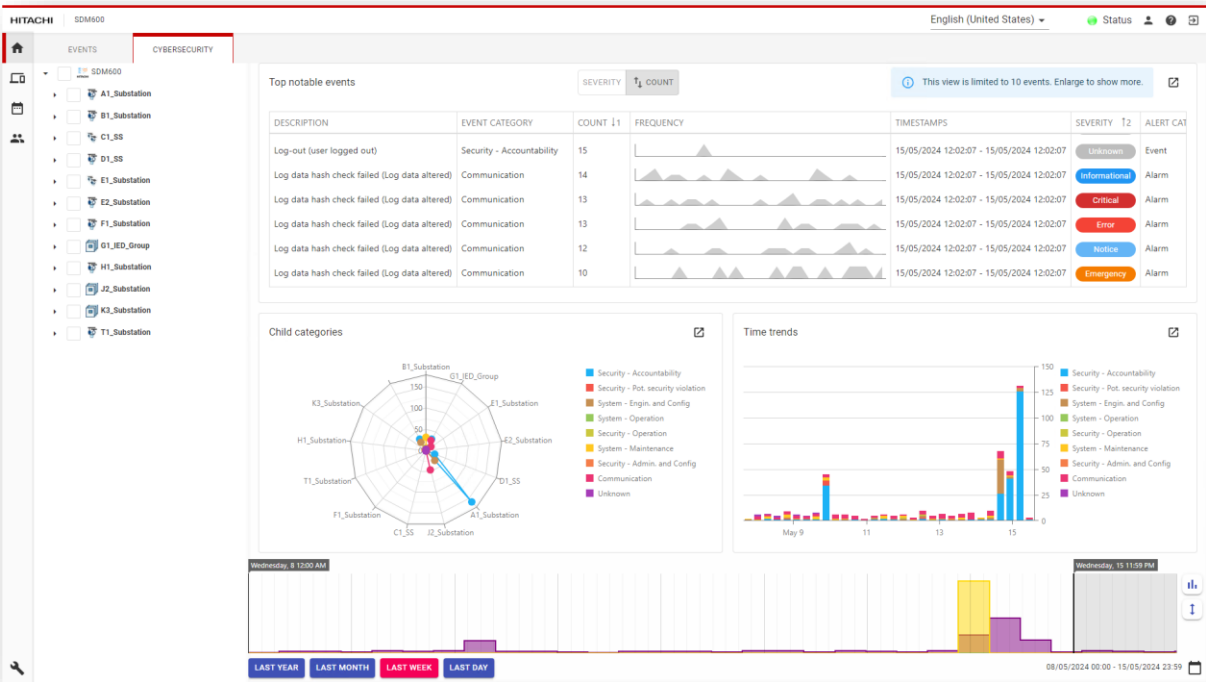 HITACHI SDM600 English (United States) Status
EVENTS CYBERSECURITY
SDM600
A1_Substation
B1_Substation
C1_SS
D1_SS
E1_Substation
E2_Substation
F1_Substation
G1_IED_Group
H1_Substation
J2_Substation
K3_Substation
T1_Substation
Top notable events SEVERITY COUNT This view is limited to 10 events. Enlarge to show more.
DESCRIPTION EVENT CATEGORY COUNT ↓1 FREQUENCY TIMESTAMPS SEVERITY ↑2 ALERT CAT
Log-out (user logged out) Security - Accountability 15 15/05/2024 12:02:07 - 15/05/2024 12:02:07 Unknown Event
Log data hash check failed (Log data altered) Communication 14 15/05/2024 12:02:07 - 15/05/2024 12:02:07 Informational Alarm
Log data hash check failed (Log data altered) Communication 13 15/05/2024 12:02:07 - 15/05/2024 12:02:07 Critical Alarm
Log data hash check failed (Log data altered) Communication 13 15/05/2024 12:02:07 - 15/05/2024 12:02:07 Error Alarm
Log data hash check failed (Log data altered) Communication 12 15/05/2024 12:02:07 - 15/05/2024 12:02:07 Notice Alarm
Log data hash check failed (Log data altered) Communication 10 15/05/2024 12:02:07 - 15/05/2024 12:02:07 Emergency Alarm
Child categories
B1_Substation
G1_IED_Group
E1_Substation
E2_Substation
D1_SS
A1_Substation
J2_Substation
C1_SS
F1_Substation
T1_Substation
H1_Substation
K3_Substation
150
100
50
0
Security - Accountability
Security - Pot. security violation
System - Engin. and Config
System - Operation
Security - Operation
System - Maintenance
Security - Admin. and Config
Communication
Unknown
Time trends
150
125
100
75
50
25
0
May 9 11 13 15
Security - Accountability
Security - Pot. security violation
System - Engin. and Config
System - Operation
Security - Operation
System - Maintenance
Security - Admin. and Config
Communication
Unknown
Wednesday, 8 12:00 AM Wednesday, 15 11:59 PM
LAST YEAR LAST MONTH LAST WEEK LAST DAY 08/05/2024 00:00 - 15/05/2024 23:59